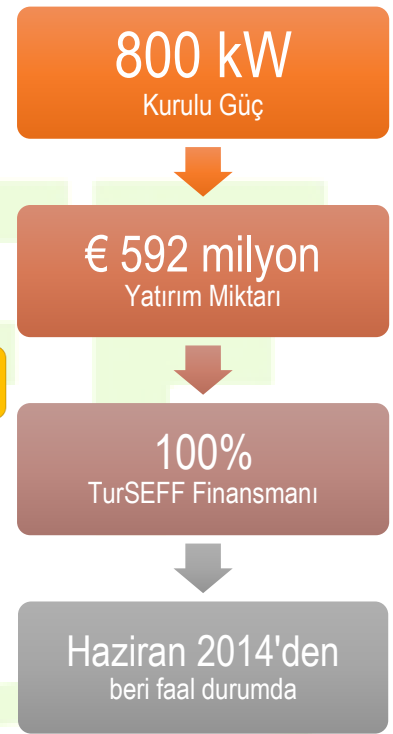 800 kW
Kurulu Güç
€ 592 milyon
Yatırım Miktarı
100%
TurSEFF Finansmanı
Haziran 2014'den
beri faal durumda